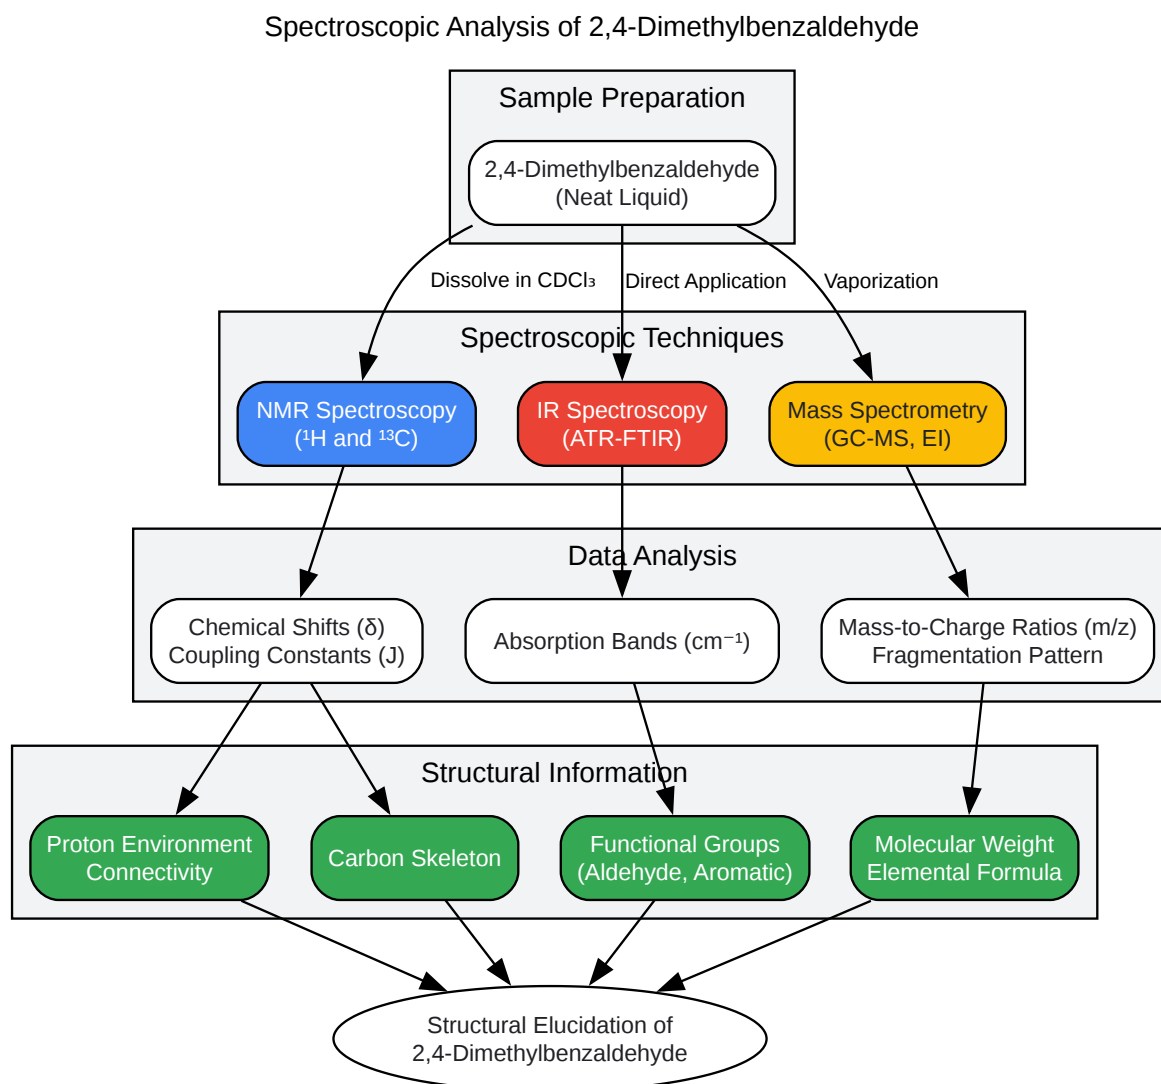 Spectroscopic Analysis of 2,4-Dimethylbenzaldehyde
Sample Preparation
2,4-Dimethylbenzaldehyde
(Neat Liquid)
Dissolve in CDCl₃
Direct Application
Vaporization
Spectroscopic Techniques
NMR Spectroscopy
(¹H and ¹³C)
IR Spectroscopy
(ATR-FTIR)
Mass Spectrometry
(GC-MS, EI)
Data Analysis
Chemical Shifts (δ)
Coupling Constants (J)
Absorption Bands (cm⁻¹)
Mass-to-Charge Ratios (m/z)
Fragmentation Pattern
Structural Information
Proton Environment
Connectivity
Carbon Skeleton
Functional Groups
(Aldehyde, Aromatic)
Molecular Weight
Elemental Formula
Structural Elucidation of
2,4-Dimethylbenzaldehyde